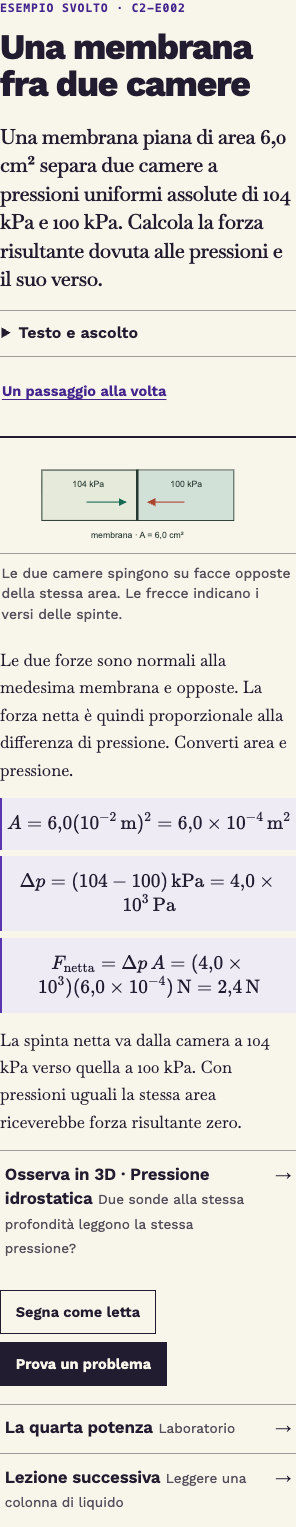 ESEMPIO SVOLTO · C2–E002
Una membrana
fra due camere
Una membrana piana di area 6,0
cm² separa due camere a
pressioni uniformi assolute di 104
kPa e 100 kPa. Calcola la forza
risultante dovuta alle pressioni e
il suo verso.
▶ Testo e ascolto
Un passaggio alla volta
104 kPa 100 kPa
membrana · A = 6,0 cm²
Le due camere spingono su facce opposte
della stessa area. Le frecce indicano i
versi delle spinte.
Le due forze sono normali alla
medesima membrana e opposte. La
forza netta è quindi proporzionale alla
differenza di pressione. Converti area e
pressione.
A = 6,0(10⁻² m)² = 6,0 × 10⁻⁴ m²
Δp = (104 − 100) kPa = 4,0 ×
10³ Pa
F_netta = Δp A = (4,0 ×
10³)(6,0 × 10⁻⁴) N = 2,4 N
La spinta netta va dalla camera a 104
kPa verso quella a 100 kPa. Con
pressioni uguali la stessa area
riceverebbe forza risultante zero.
Osserva in 3D · Pressione →
idrostatica Due sonde alla stessa
profondità leggono la stessa
pressione?
Segna come letta
Prova un problema
La quarta potenza Laboratorio →
Lezione successiva Leggere una →
colonna di liquido